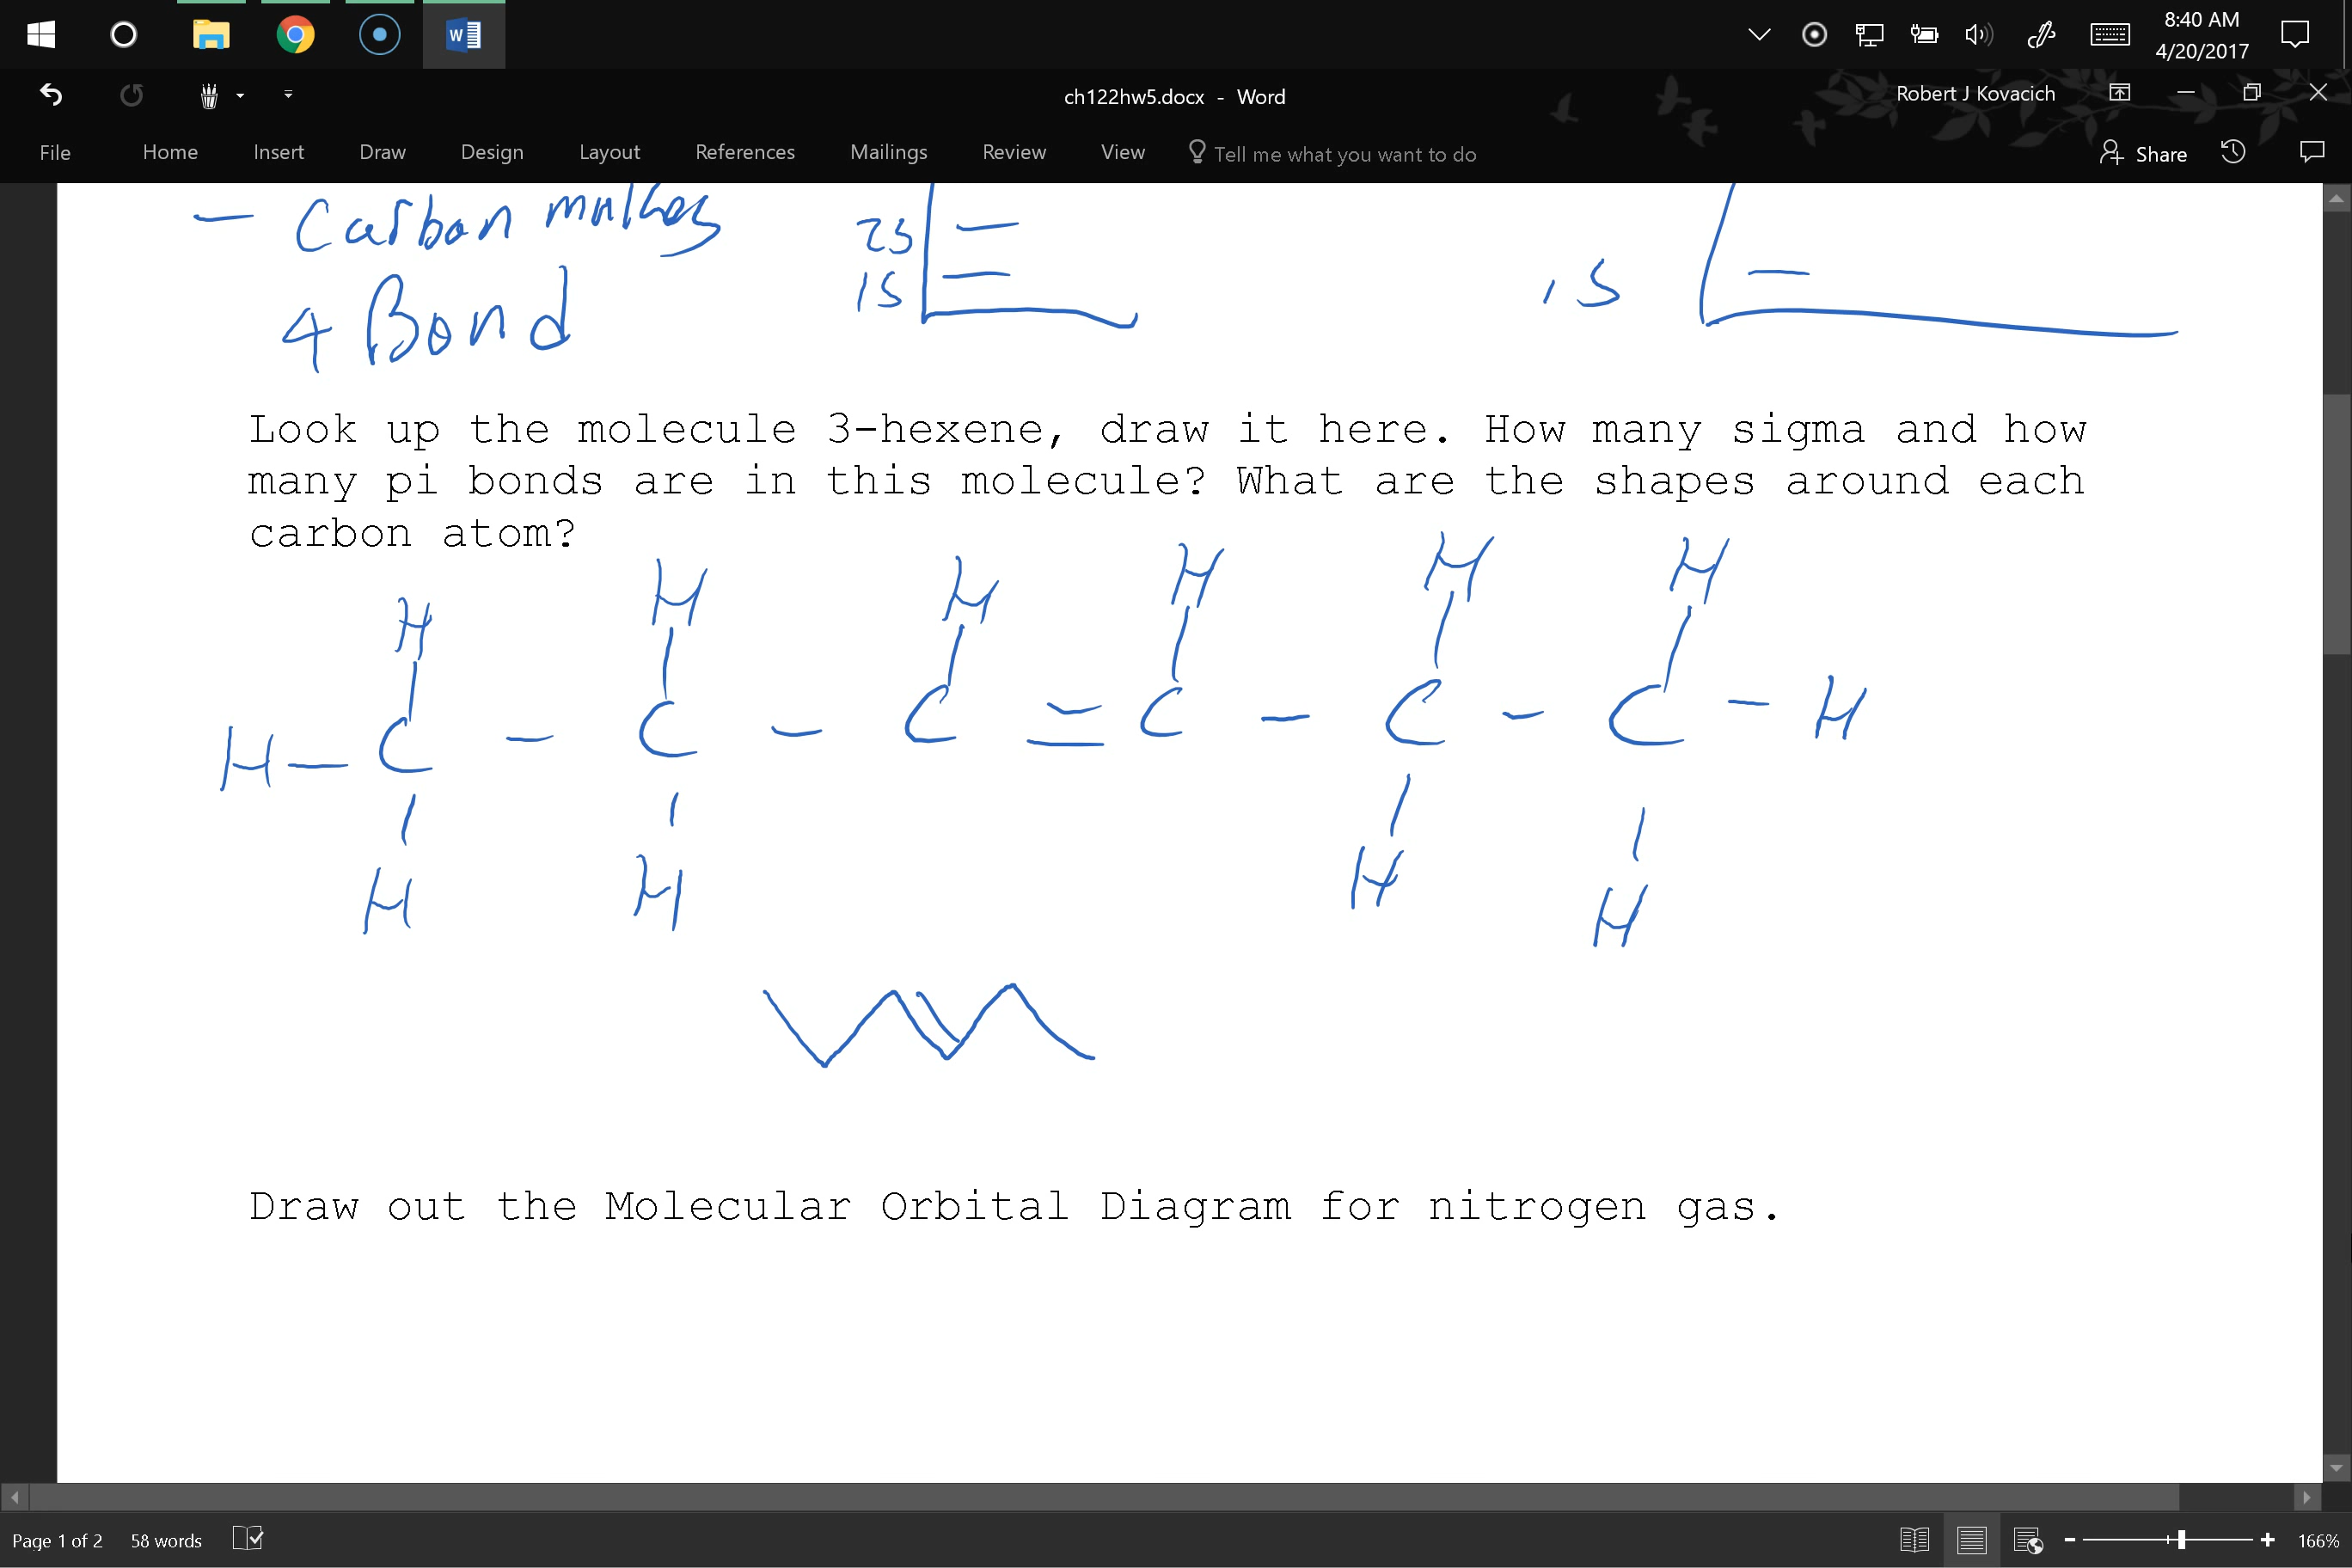 8:40 AM
4/20/2017
ch122hw5.docx - Word
Robert J Kovacich
File Home Insert Draw Design Layout References Mailings Review View Tell me what you want to do Share
- Carbon makes
4 Bond
2s
1s
1s
Look up the molecule 3-hexene, draw it here. How many sigma and how
many pi bonds are in this molecule? What are the shapes around each
carbon atom?
H H H H H H
H - C - C - C = C - C - C - H
H H H H
Draw out the Molecular Orbital Diagram for nitrogen gas.
Page 1 of 2 58 words 166%